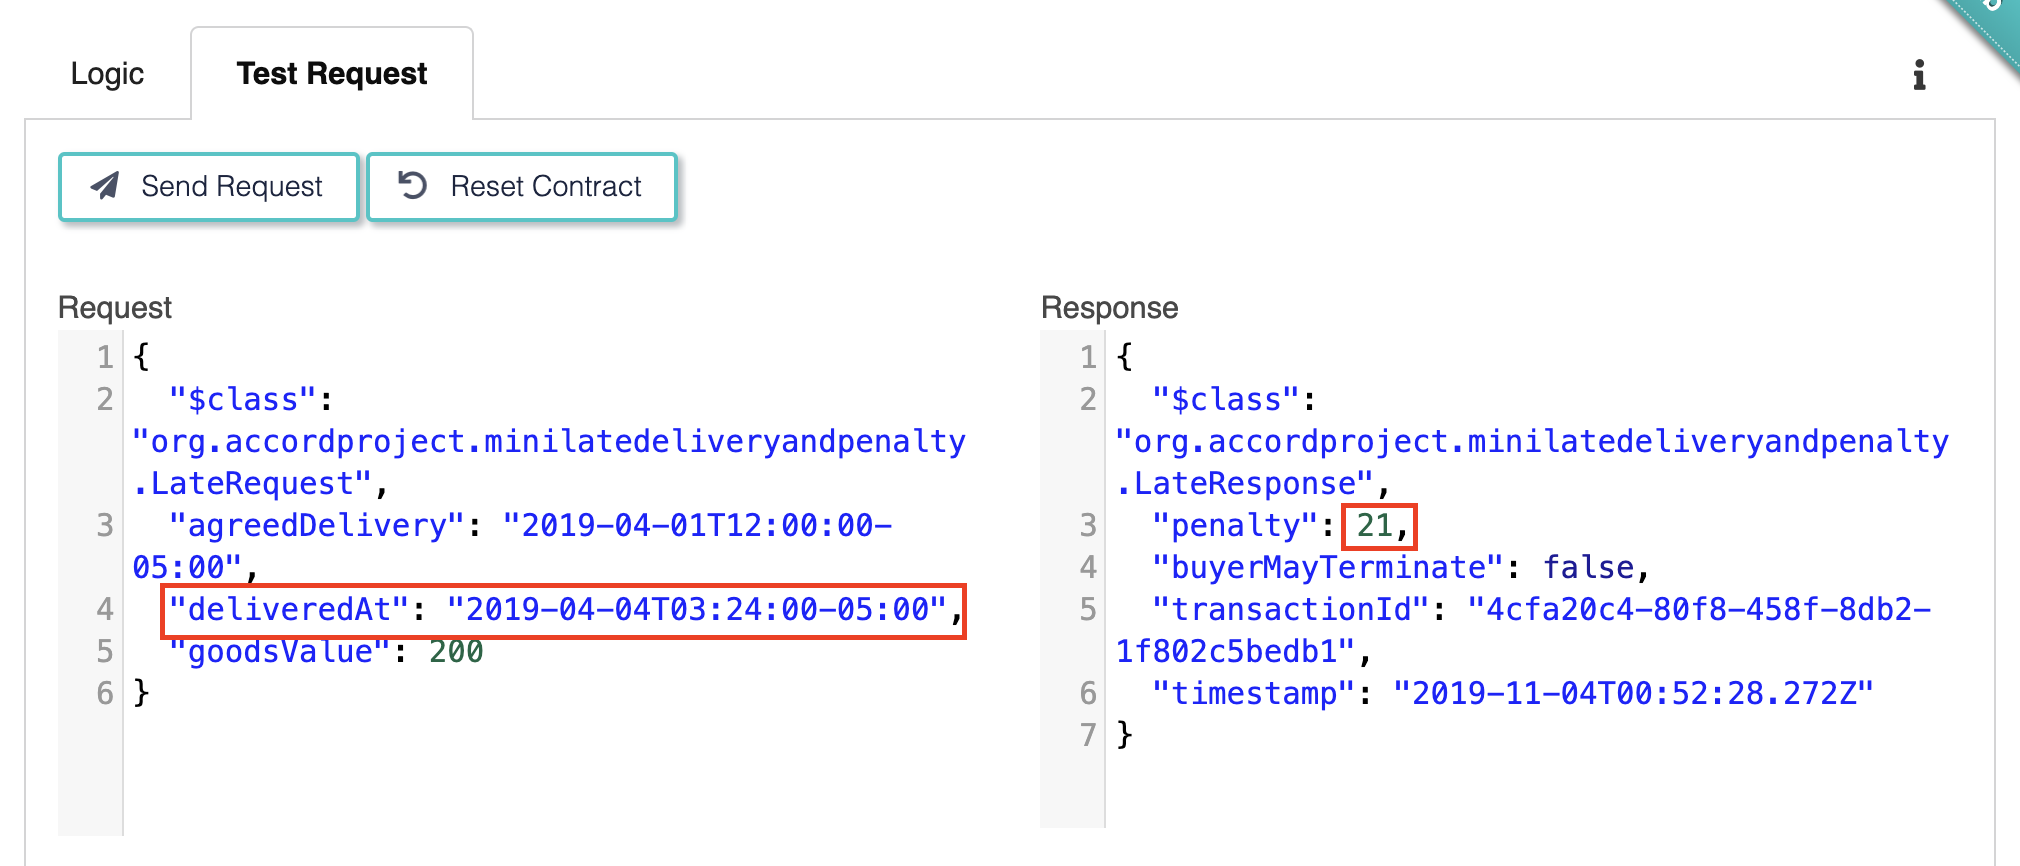 Logic
Test Request
Send Request
Reset Contract
Request
1 {
2 "$class":
"org.accordproject.minilatedeliveryandpenalty
.LateRequest",
3 "agreedDelivery": "2019-04-01T12:00:00-
05:00",
4 "deliveredAt": "2019-04-04T03:24:00-05:00",
5 "goodsValue": 200
6 }
Response
1 {
2 "$class":
"org.accordproject.minilatedeliveryandpenalty
.LateResponse",
3 "penalty": 21,
4 "buyerMayTerminate": false,
5 "transactionId": "4cfa20c4-80f8-458f-8db2-
1f802c5bedb1",
6 "timestamp": "2019-11-04T00:52:28.272Z"
7 }